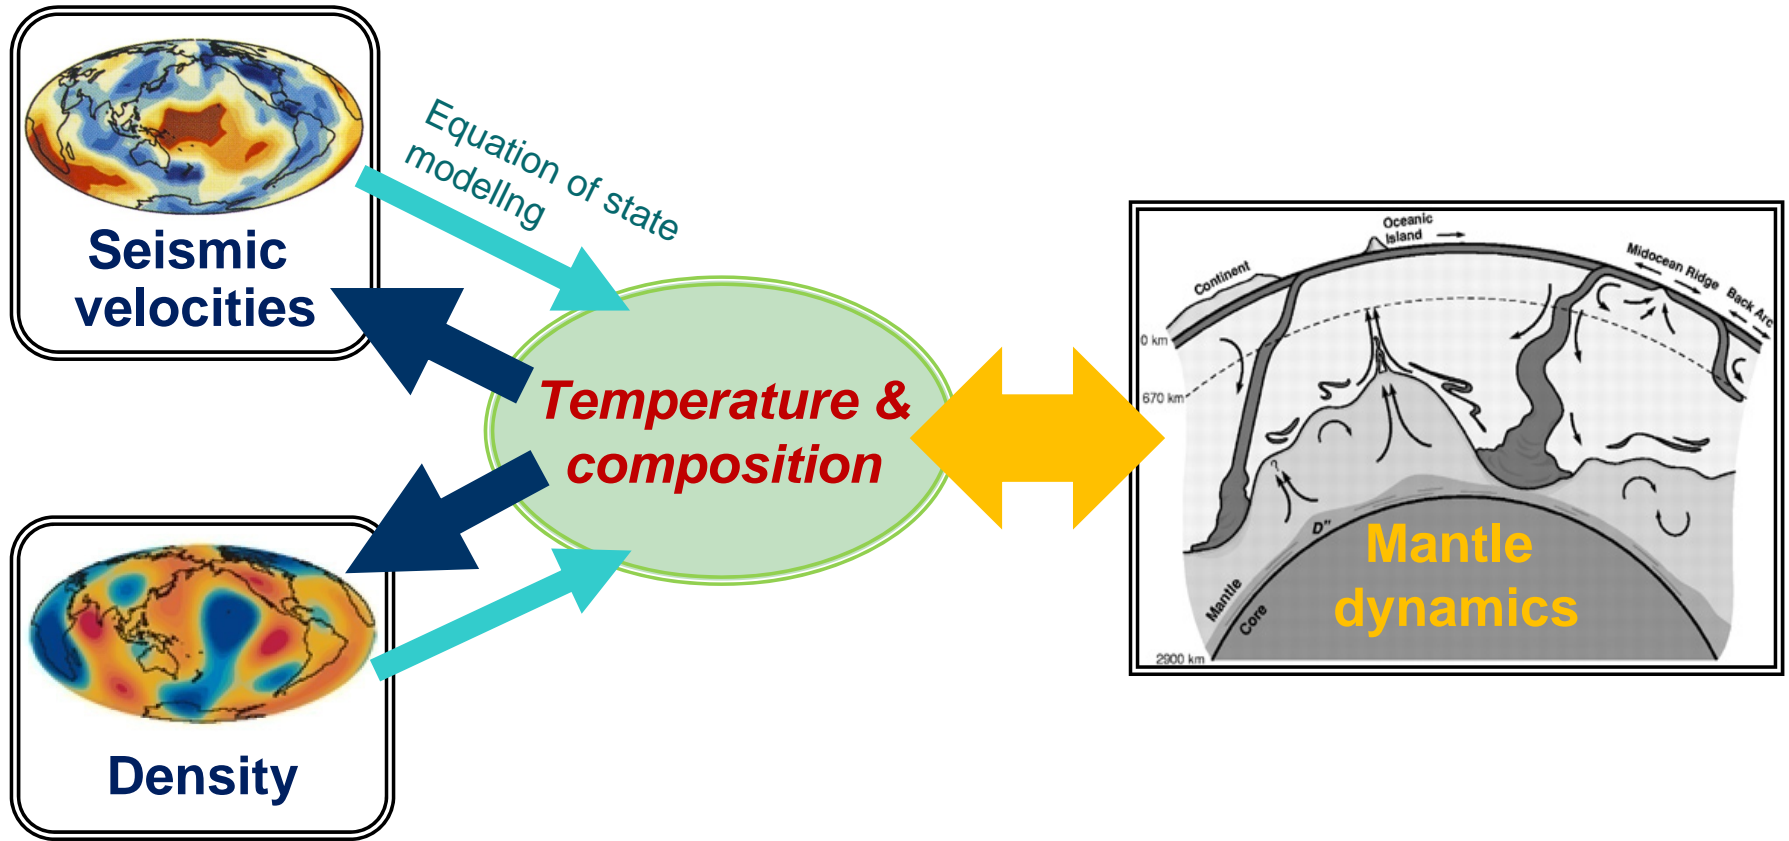 Seismic
velocities
Equation of state
modellng
Temperature &
composition
Density
Oceanic
Island
Continent
Midocean Ridge
Back Arc
0 km
670 km
?
D"
Mantle
Core
2900 km
Mantle
dynamics